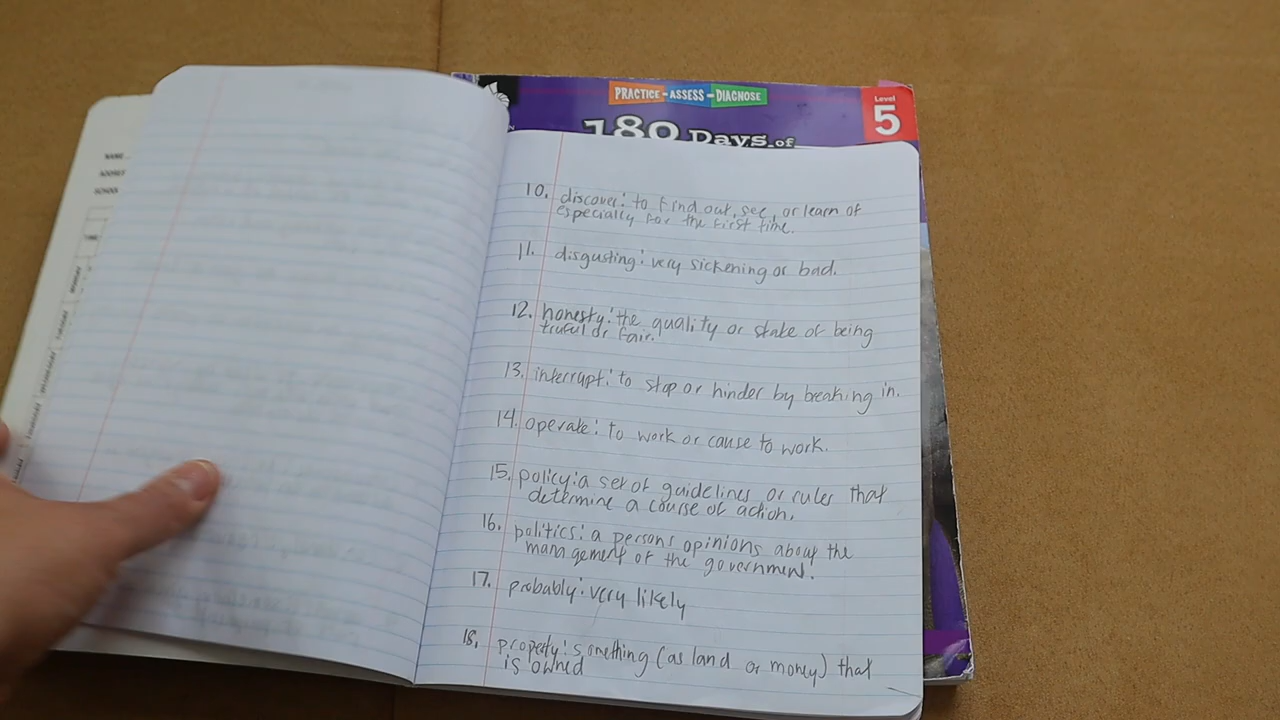 PRACTICE - ASSESS - DIAGNOSE
Level
5
180 Days of
NAME
10. discover: to find out, see, or learn of
especially for the first time.
11. disgusting: very sickening or bad.
12. honesty: the quality or state of being
truful or fair.
13. interrupt: to stop or hinder by breaking in.
14. operate: to work or cause to work.
15. policy: a set of guidelines or rules that
determine a course of action.
16. politics: a persons opinions about the
management of the government.
17. probably: very likely
18. property: something (as land or money) that
is owned